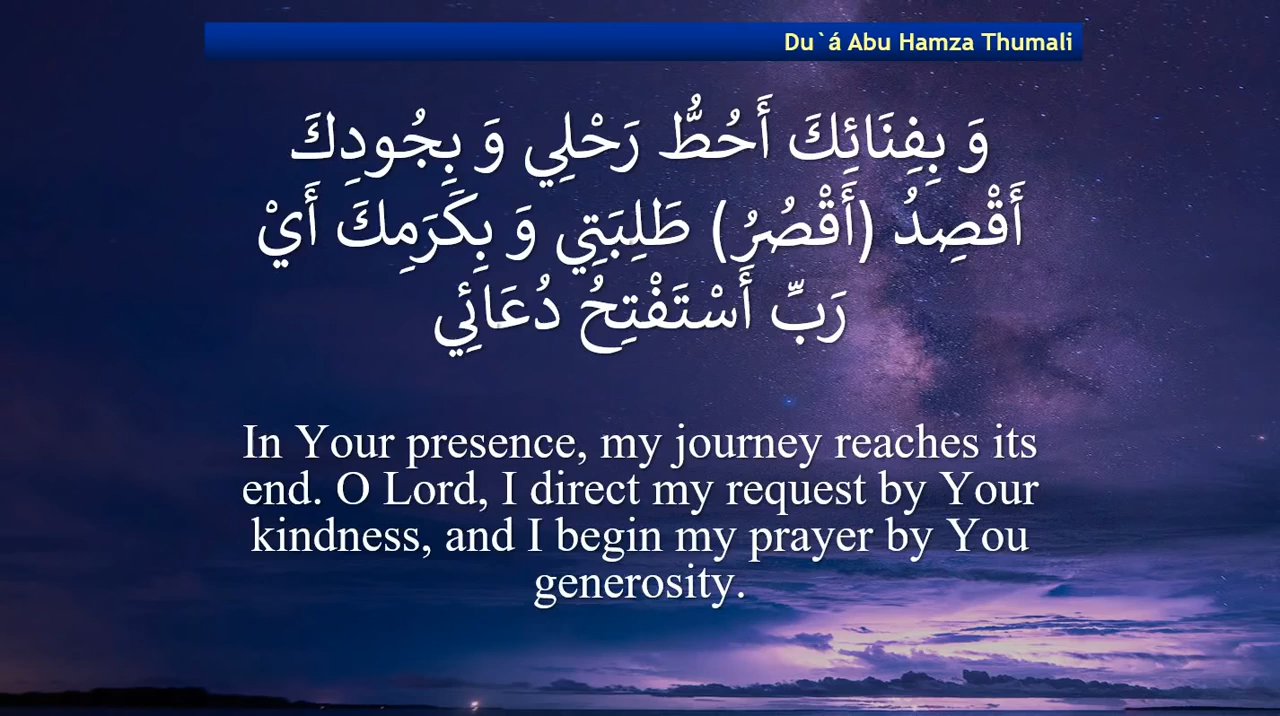 Du`á Abu Hamza Thumali
وَ بِفِنَائِكَ أَحُطُّ رَحْلِي وَ بِجُودِكَ
أَقْصِدُ (أَقْصُرُ) طَلِبَتِي وَ بِكَرَمِكَ أَيْ
رَبِّ أَسْتَفْتِحُ دُعَائِي
In Your presence, my journey reaches its
end. O Lord, I direct my request by Your
kindness, and I begin my prayer by You
generosity.